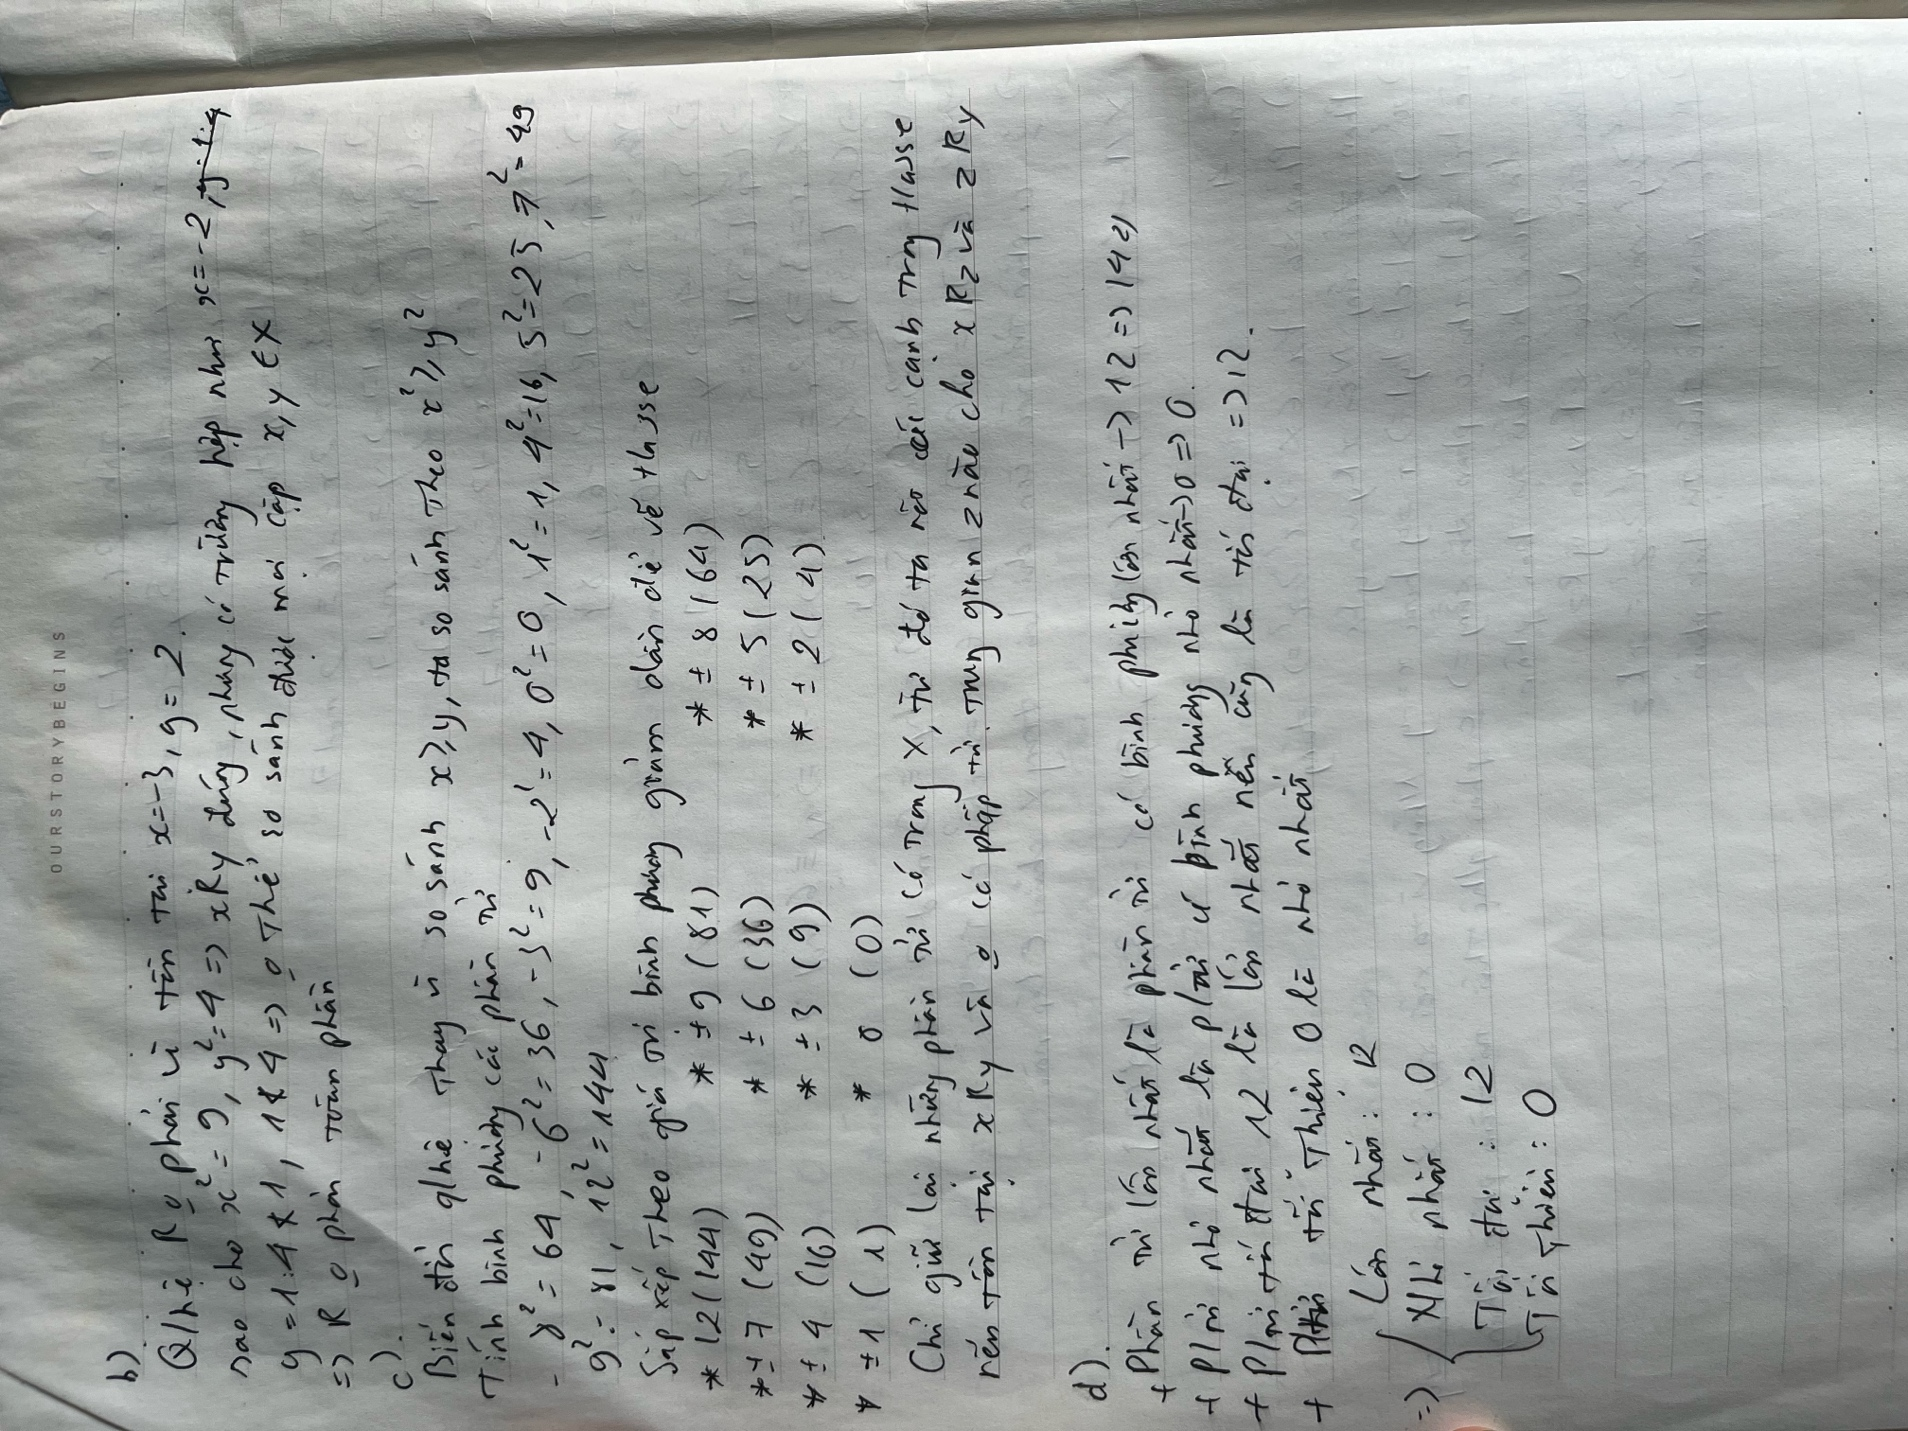 OURSTORYBEGINS
b)
Q/hệ R o phải vì tồn tại x=-3, y=2.
sao cho x²=9, y²=4 => xRy đúng, nhưng có trường hợp như x=-2
y=1:4≮1, 1≮4 => o thể so sánh được mọi cặp x,y ∈X
=> R o phải toàn phần
c).
Biến đổi q/hệ thay vì so sánh x≥y, ta so sánh theo x²≥y²
Tính bình phương các phần tử
- 8²=64, -6²=36, -3²=9, -2²=4, 0²=0, 1²=1, 4²=16, 5²=25, 7²=49
9²=81, 12²=144
Sắp xếp theo giá trị bình phương giảm dần để vẽ Hasse
* 12(144) * ±9 (81) * ±8 (64)
* ±7 (49) * ±6 (36) * ±5 (25)
* ±4 (16) * ±3 (9) * ±2 (4)
* ±1 (1) * 0 (0)
Chỉ giữ lại những phần tử có trong X, từ đó ta nối các cạnh trong Hasse
nếu tồn tại xRy và o có phần tử trung gian z nào cho xRz và zRy
d).
+ Phần tử lớn nhất là phần tử có bình phương lớn nhất -> 12 => 144
+ P/tử nhỏ nhất là p/tử có bình phương nhỏ nhất->0 => 0.
+ P/tử tối đại 12 là lớn nhất nên cũng là tối đại => 12.
+ P/tử tối thiểu 0 là nhỏ nhất
=> Lớn nhất: 12
Nhỏ nhất: 0
Tối đại : 12
Tối thiểu: 0